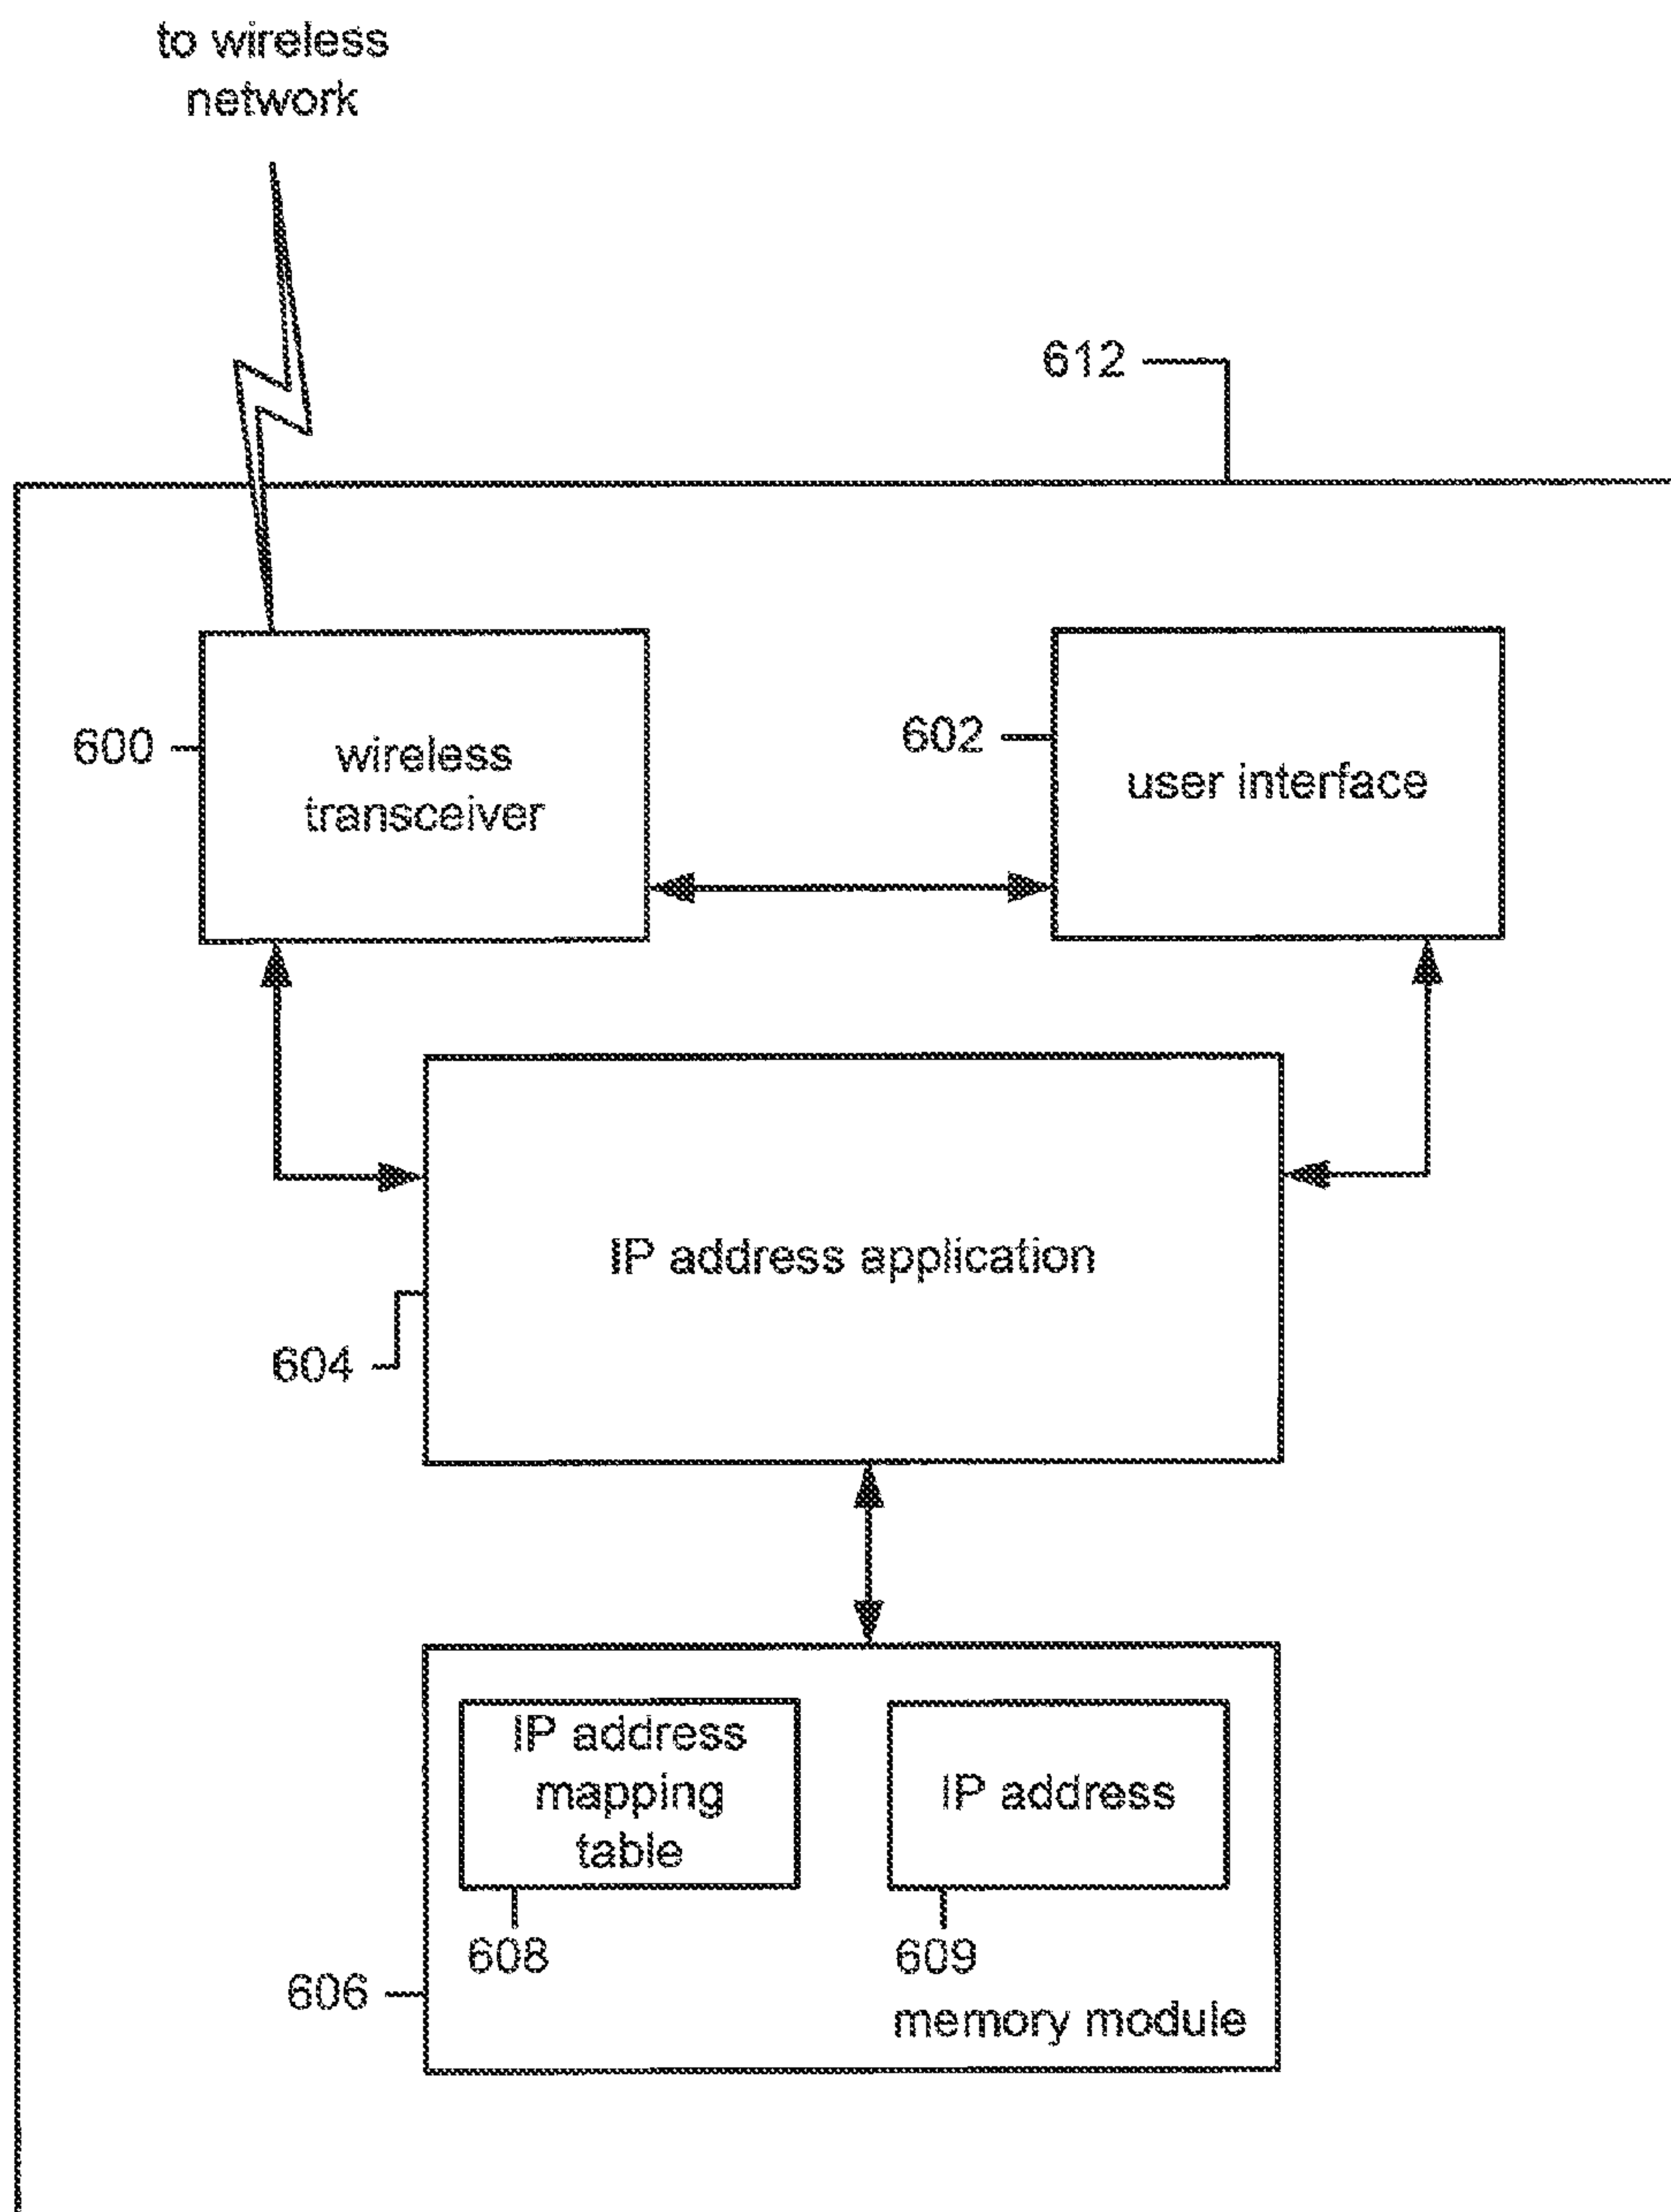 to wireless
network
612
600
wireless
transceiver
602
user interface
IP address application
604
IP address
mapping
table
IP address
608
609
606
memory module